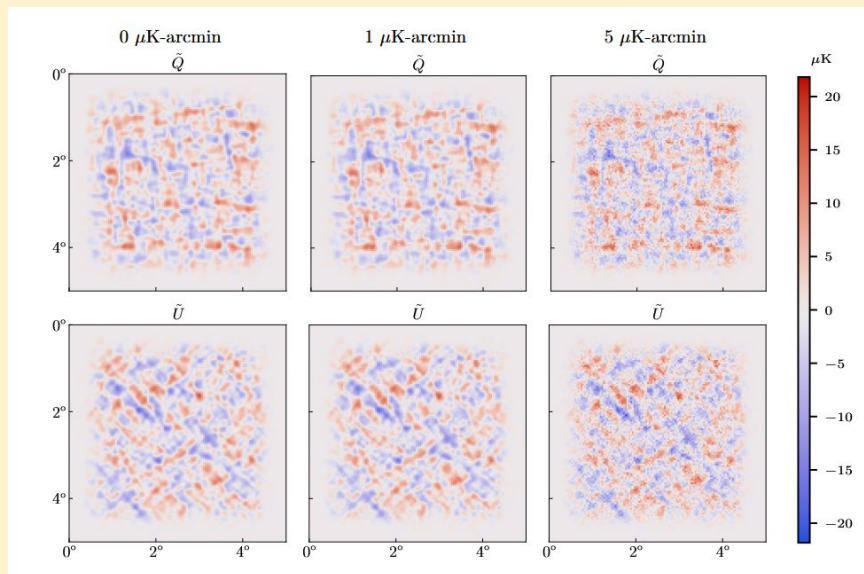 0 μK-arcmin 1 μK-arcmin 5 μK-arcmin
Q̃ Q̃ Q̃ μK
0° 2° 4°
20 15 10 5 0 −5 −10 −15 −20
Ũ Ũ Ũ
0° 2° 4°
0° 2° 4° 0° 2° 4° 0° 2° 4°